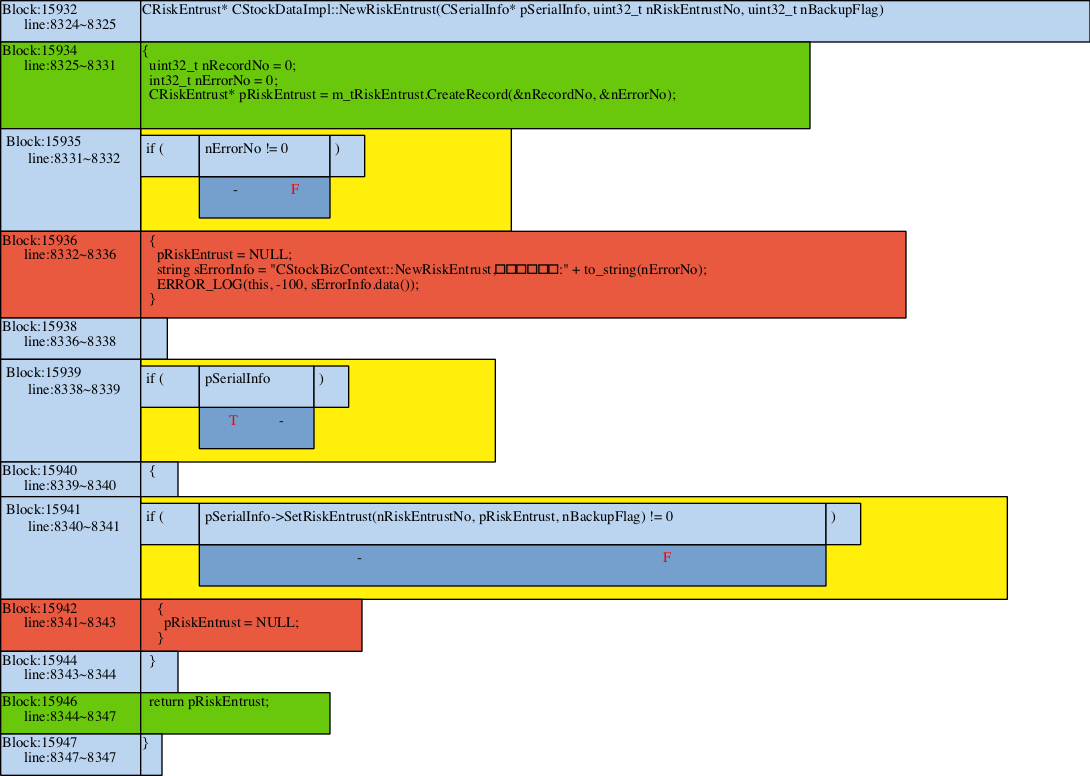 Block:15932
line:8324~8325
CRiskEntrust* CStockDataImpl::NewRiskEntrust(CSerialInfo* pSerialInfo, uint32_t nRiskEntrustNo, uint32_t nBackupFlag)
Block:15934
line:8325~8331
{
uint32_t nRecordNo = 0;
int32_t nErrorNo = 0;
CRiskEntrust* pRiskEntrust = m_tRiskEntrust.CreateRecord(&nRecordNo, &nErrorNo);
Block:15935
line:8331~8332
if ( nErrorNo != 0 )
- F
Block:15936
line:8332~8336
{
pRiskEntrust = NULL;
string sErrorInfo = "CStockBizContext::NewRiskEntrust,□□□□□□:" + to_string(nErrorNo);
ERROR_LOG(this, -100, sErrorInfo.data());
}
Block:15938
line:8336~8338
Block:15939
line:8338~8339
if ( pSerialInfo )
T -
Block:15940
line:8339~8340
{
Block:15941
line:8340~8341
if ( pSerialInfo->SetRiskEntrust(nRiskEntrustNo, pRiskEntrust, nBackupFlag) != 0 )
- F
Block:15942
line:8341~8343
{
pRiskEntrust = NULL;
}
Block:15944
line:8343~8344
}
Block:15946
line:8344~8347
return pRiskEntrust;
Block:15947
line:8347~8347
}